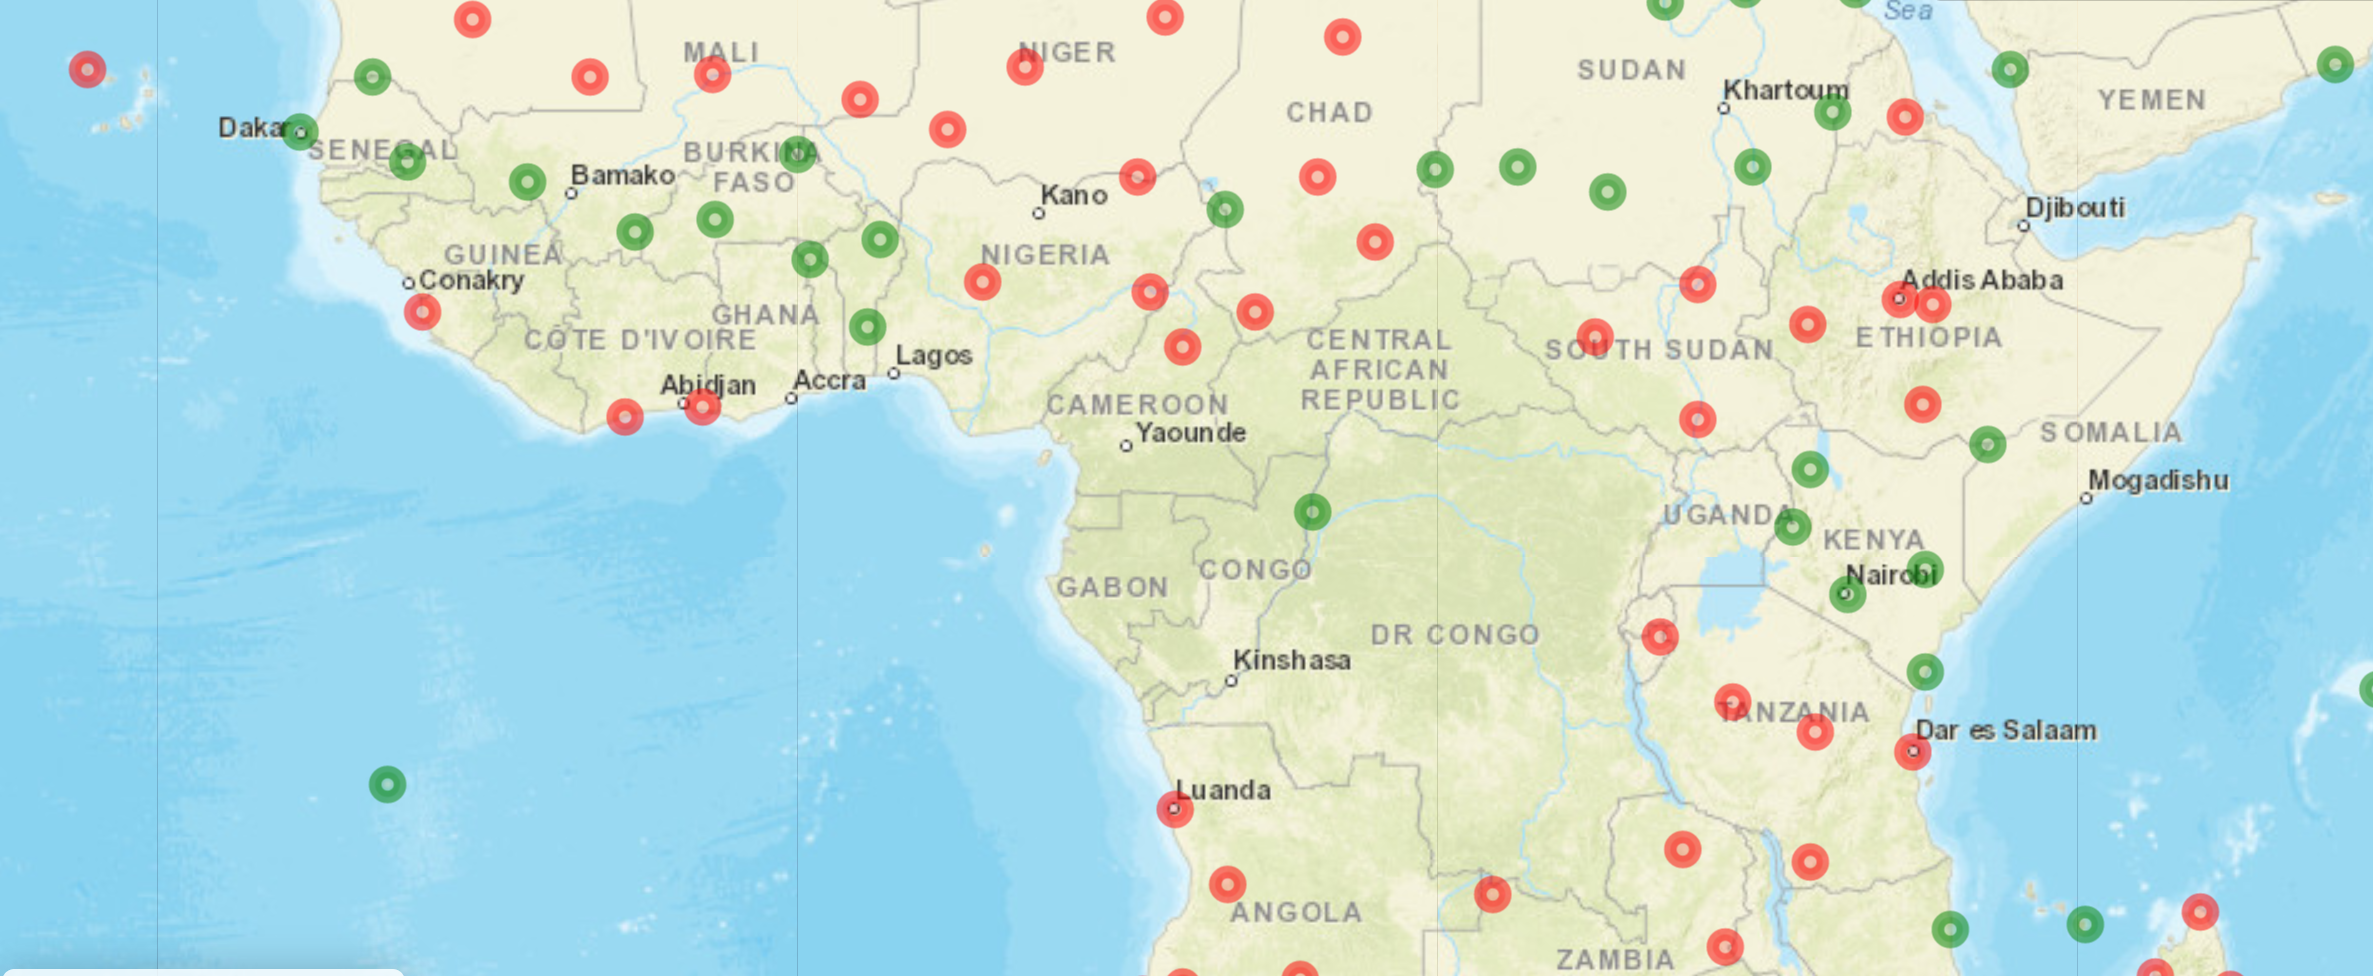 Sea
MALI
NIGER
SUDAN
Khartoum
YEMEN
CHAD
Dakar
SENEGAL
BURKINA
FASO
Bamako
Kano
Djibouti
GUINEA
NIGERIA
Conakry
Addis Ababa
GHANA
CÔTE D'IVOIRE
ETHIOPIA
CENTRAL
AFRICAN
REPUBLIC
SOUTH SUDAN
Lagos
Abidjan
Accra
CAMEROON
Yaounde
SOMALIA
Mogadishu
UGANDA
KENYA
CONGO
Nairobi
GABON
DR CONGO
Kinshasa
TANZANIA
Dar es Salaam
Luanda
ANGOLA
ZAMBIA